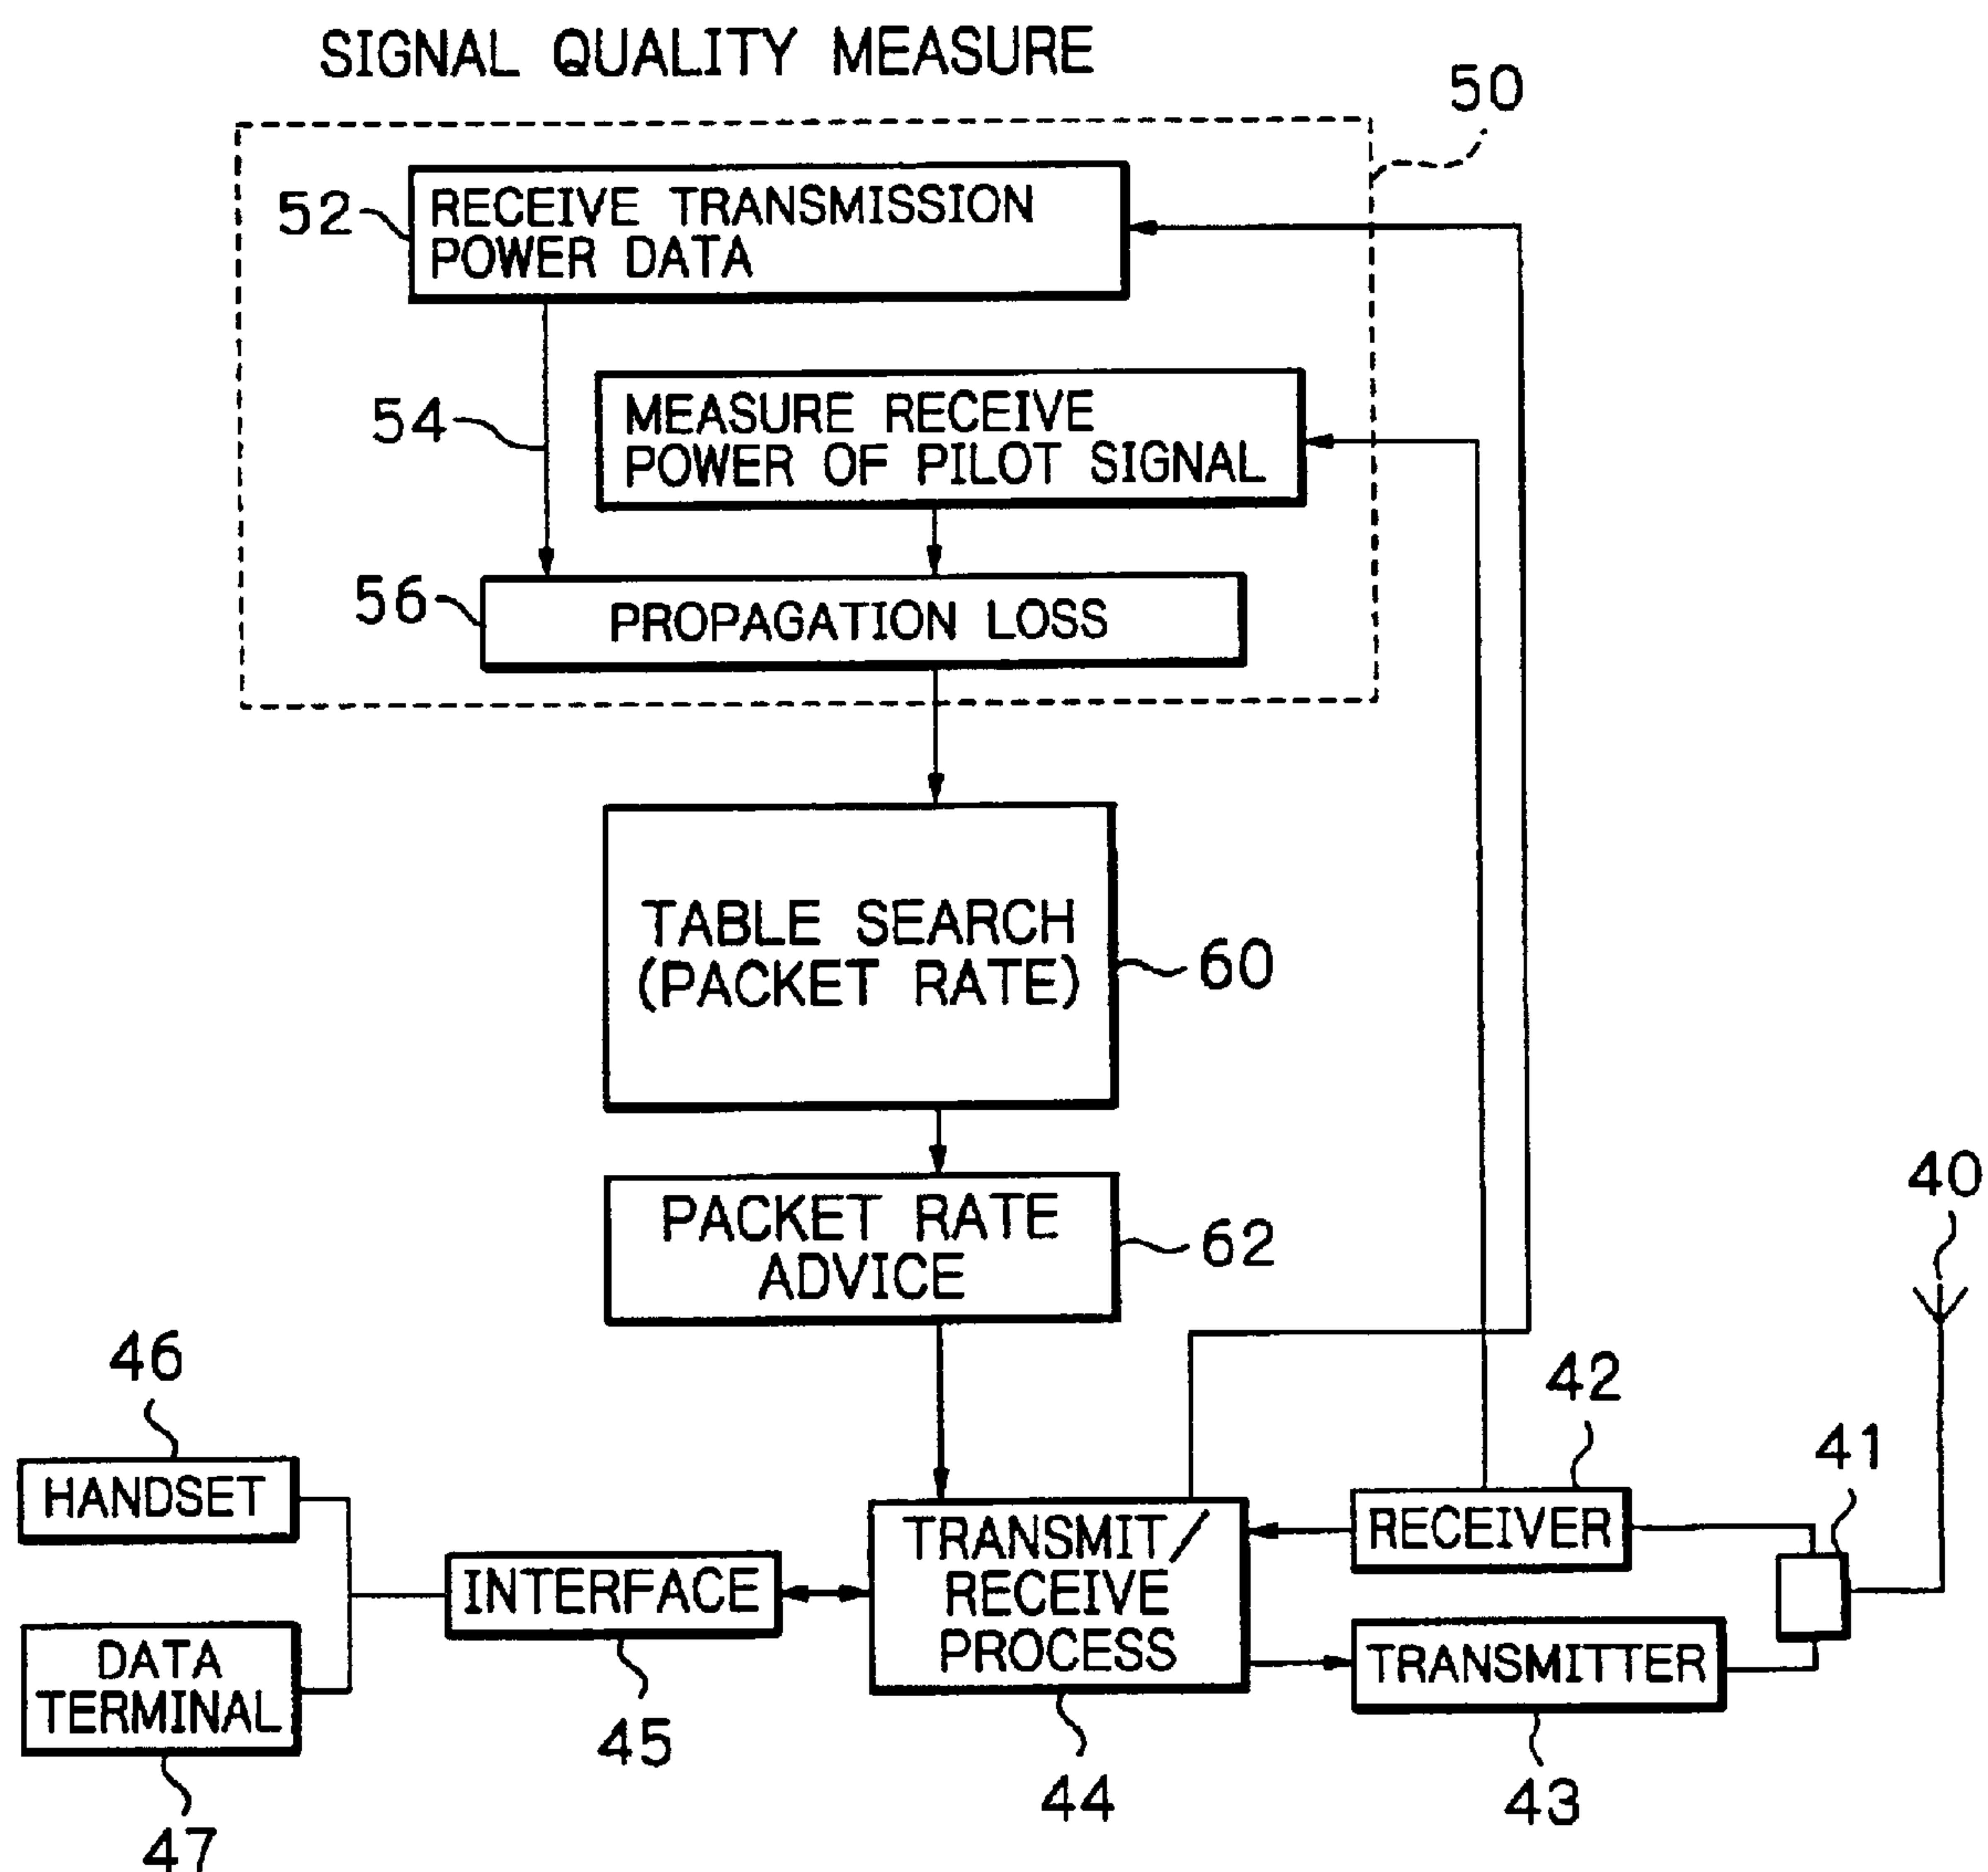 SIGNAL QUALITY MEASURE
50
52
RECEIVE TRANSMISSION
POWER DATA
54
MEASURE RECEIVE
POWER OF PILOT SIGNAL
56
PROPAGATION LOSS
TABLE SEARCH
(PACKET RATE)
60
PACKET RATE
ADVICE
62
40
46
42
41
HANDSET
RECEIVER
TRANSMIT/
RECEIVE
PROCESS
INTERFACE
DATA
TERMINAL
TRANSMITTER
45
44
43
47